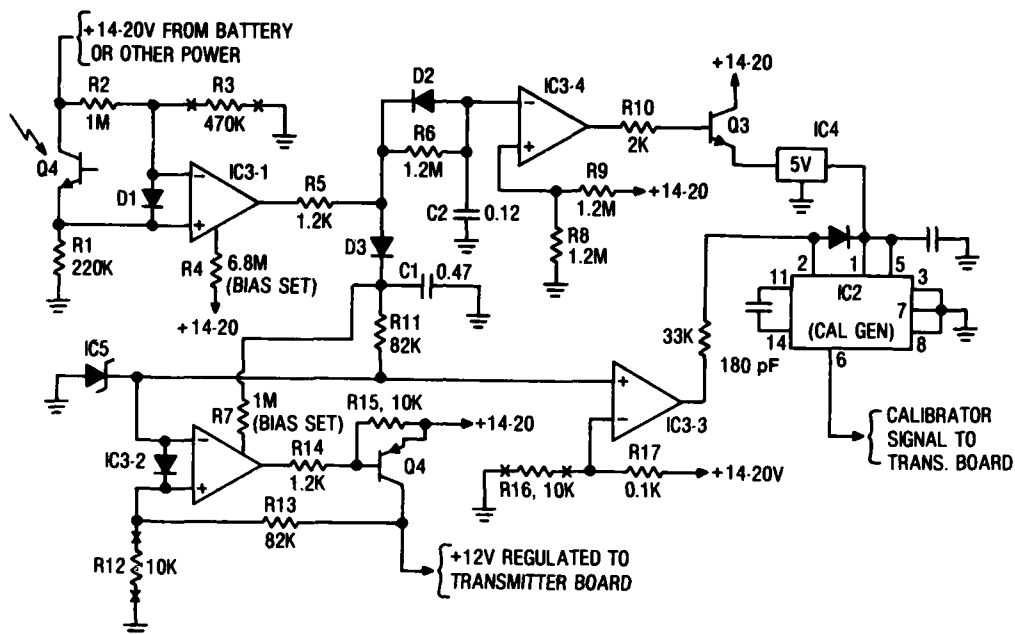 +14-20V FROM BATTERY
OR OTHER POWER
R2
1M
R3
470K
Q4
D1
IC3-1
R1
220K
R4
6.8M
(BIAS SET)
+14-20
R5
1.2K
D2
R6
1.2M
C2
0.12
D3
C1
0.47
R11
82K
IC3-4
R10
2K
+14-20
Q3
IC4
5V
R9
1.2M
+14-20
R8
1.2M
2
1
5
11
IC2
3
7
(CAL GEN)
14
6
8
33K
180 pF
CALIBRATOR
SIGNAL TO
TRANS. BOARD
IC5
R7
1M
(BIAS SET)
IC3-2
R14
1.2K
R15, 10K
+14-20
Q4
R13
82K
R12
10K
+12V REGULATED TO
TRANSMITTER BOARD
IC3-3
R16, 10K
R17
0.1K
+14-20V